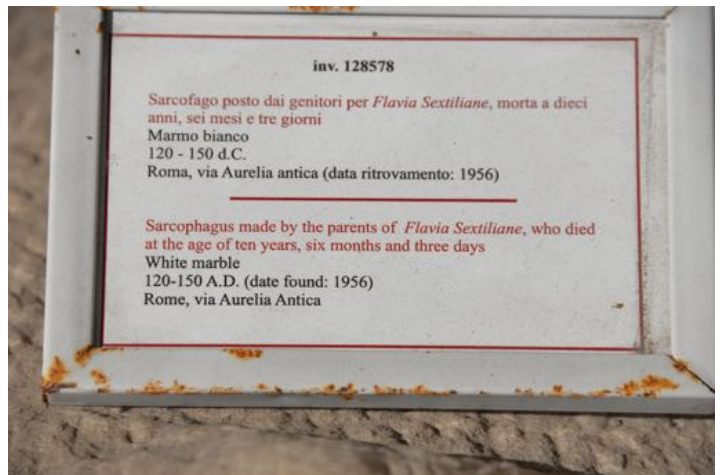 inv. 128578
Sarcofago posto dai genitori per Flavia Sextiliane, morta a dieci
anni, sei mesi e tre giorni
Marmo bianco
120 - 150 d.C.
Roma, via Aurelia antica (data ritrovamento: 1956)
Sarcophagus made by the parents of Flavia Sextiliane, who died
at the age of ten years, six months and three days
White marble
120-150 A.D. (date found: 1956)
Rome, via Aurelia Antica